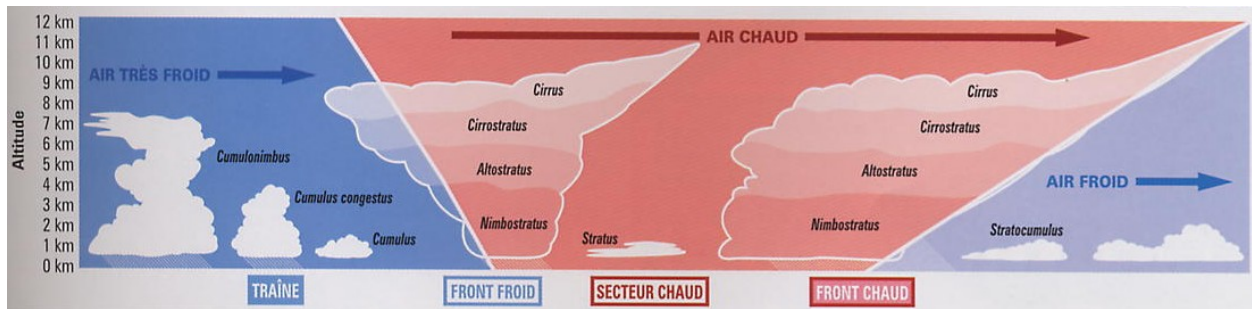 Altitude
12 km
11 km
10 km
9 km
8 km
7 km
6 km
5 km
4 km
3 km
2 km
1 km
0 km
AIR CHAUD
AIR TRÈS FROID
Cirrus
Cirrus
Cirrostratus
Cirrostratus
Cumulonimbus
Altostratus
Altostratus
AIR FROID
Cumulus congestus
Nimbostratus
Nimbostratus
Stratocumulus
Cumulus
Stratus
TRAÎNE
FRONT FROID
SECTEUR CHAUD
FRONT CHAUD